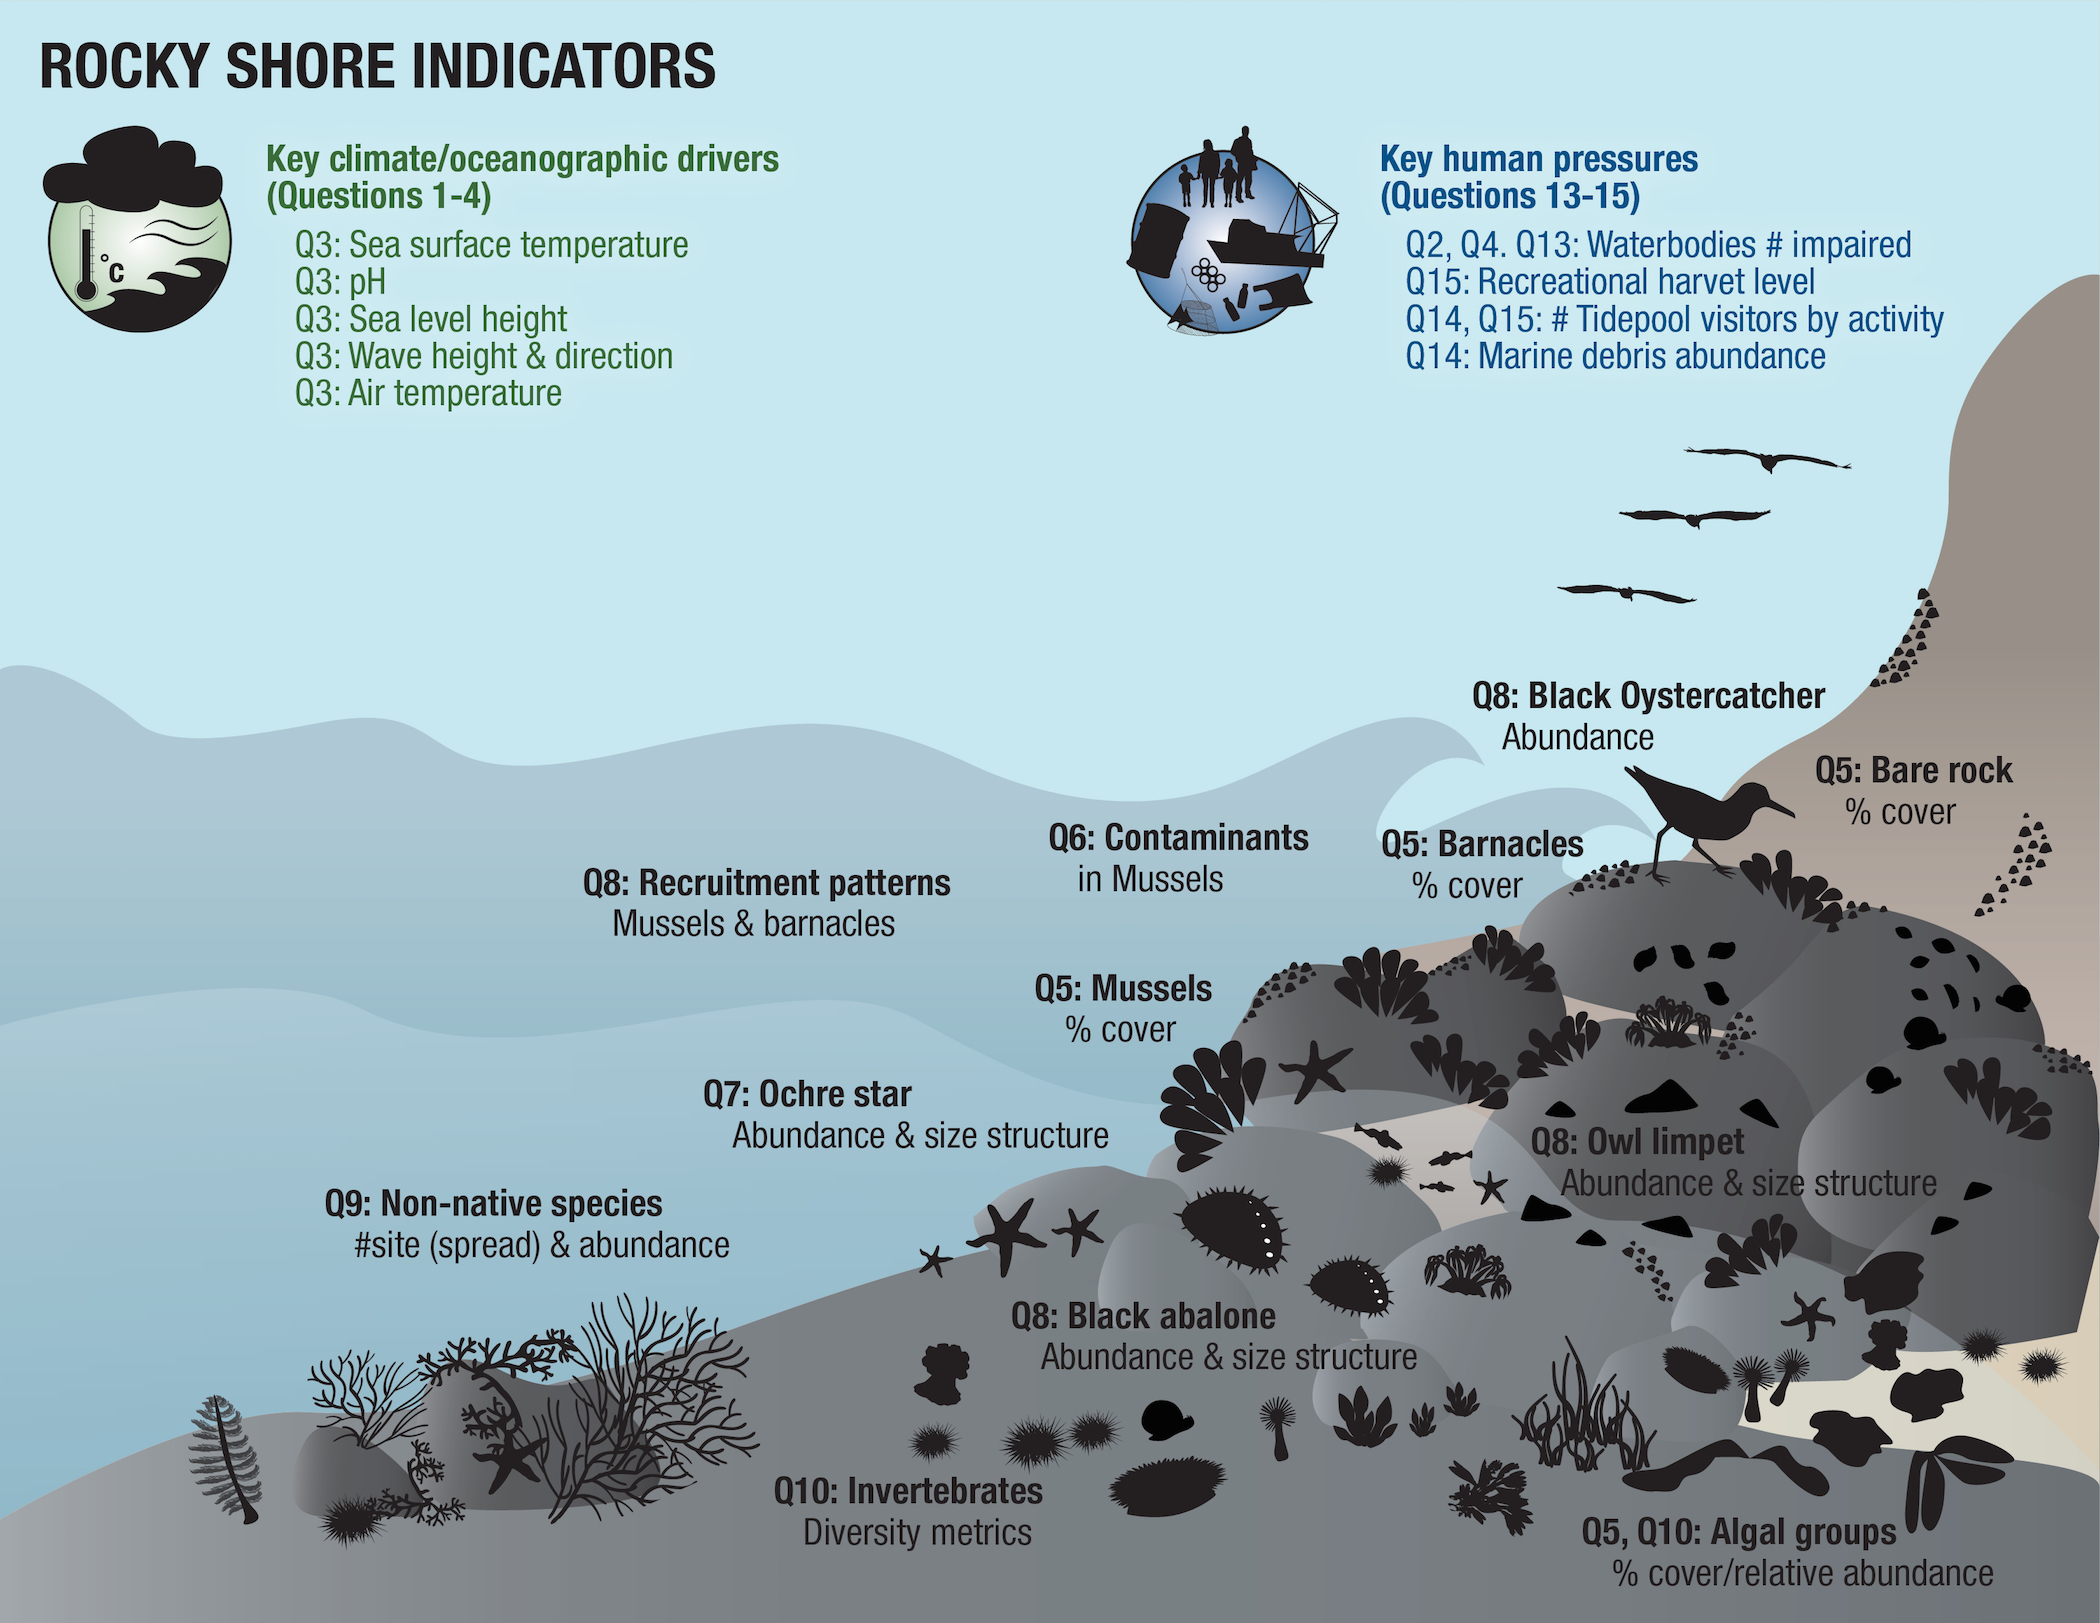 ROCKY SHORE INDICATORS
Key climate/oceanographic drivers
(Questions 1-4)
Q3: Sea surface temperature
Q3: pH
Q3: Sea level height
Q3: Wave height & direction
Q3: Air temperature
°C
Key human pressures
(Questions 13-15)
Q2, Q4. Q13: Waterbodies # impaired
Q15: Recreational harvet level
Q14, Q15: # Tidepool visitors by activity
Q14: Marine debris abundance
Q8: Black Oystercatcher
Abundance
Q5: Bare rock
% cover
Q6: Contaminants
in Mussels
Q5: Barnacles
% cover
Q8: Recruitment patterns
Mussels & barnacles
Q5: Mussels
% cover
Q7: Ochre star
Abundance & size structure
Q8: Owl limpet
Abundance & size structure
Q9: Non-native species
#site (spread) & abundance
Q8: Black abalone
Abundance & size structure
Q10: Invertebrates
Diversity metrics
Q5, Q10: Algal groups
% cover/relative abundance